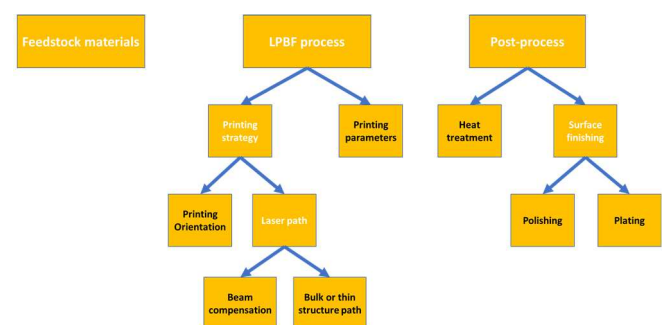 Feedstock materials
LPBF process
Post-process
Printing
strategy
Printing
parameters
Heat
treatment
Surface
finishing
Printing
Orientation
Laser path
Polishing
Plating
Beam
compensation
Bulk or thin
structure path